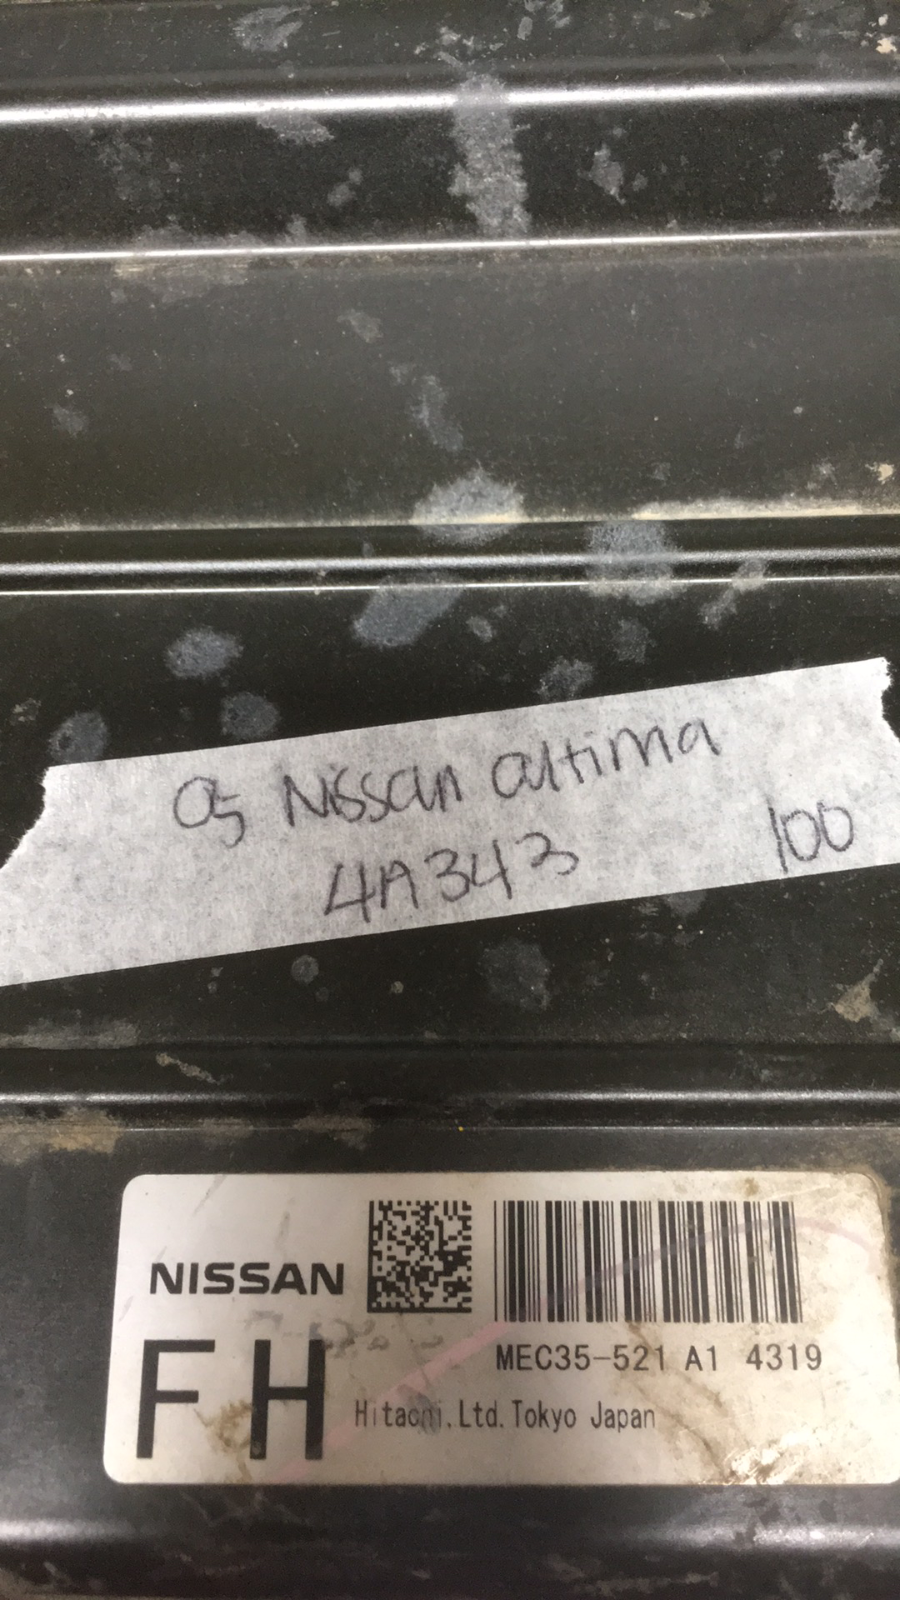 05 Nissan altima
4A343 100
NISSAN
FH
MEC35-521 A1 4319
Hitachi.Ltd.Tokyo Japan